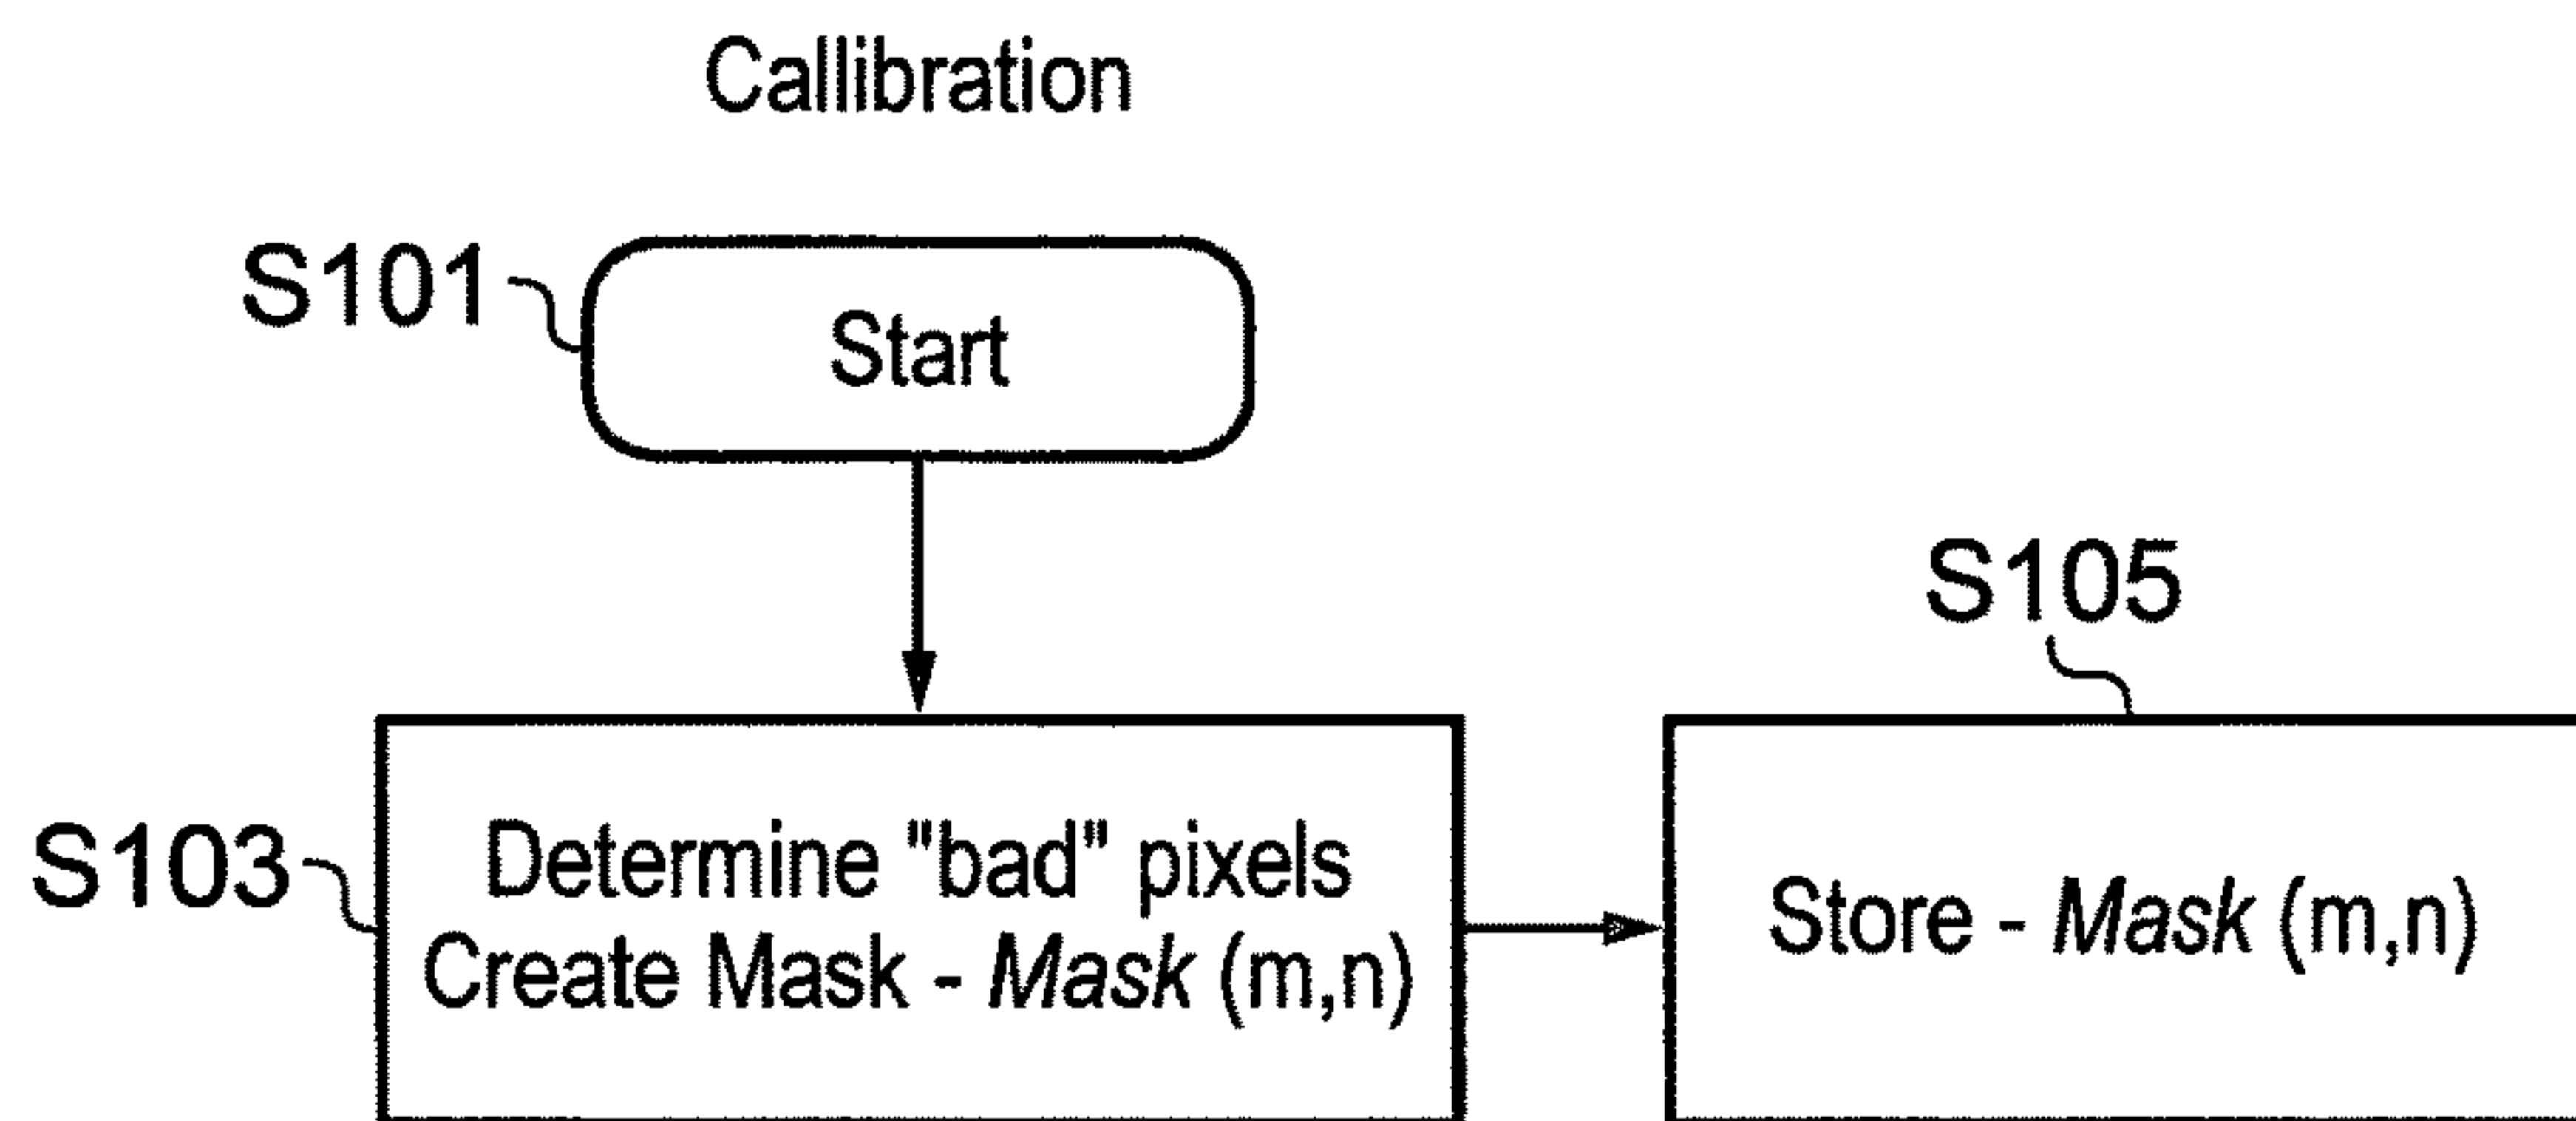 Callibration
S101
Start
S105
S103
Determine "bad" pixels
Create Mask - Mask (m,n)
Store - Mask (m,n)